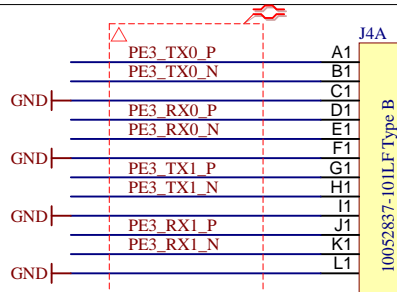 J4A
PE3_TX0_P A1
PE3_TX0_N B1
GND C1
PE3_RX0_P D1
PE3_RX0_N E1
GND F1
PE3_TX1_P G1
PE3_TX1_N H1
GND I1
PE3_RX1_P J1
PE3_RX1_N K1
GND L1
10052837-101LF Type B